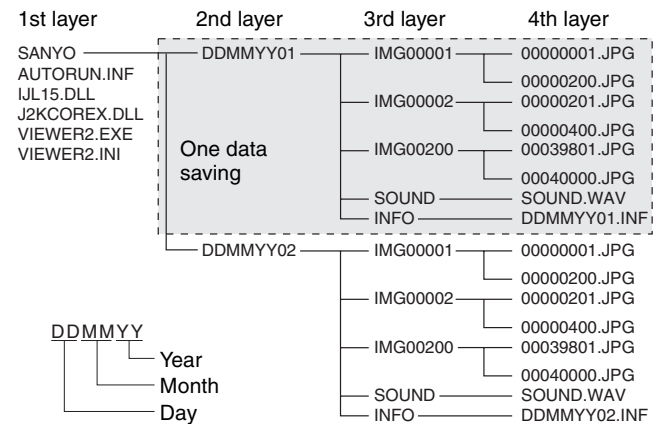 1st layer 2nd layer 3rd layer 4th layer
SANYO DDMMYY01 IMG00001 00000001.JPG
AUTORUN.INF
IJL15.DLL
J2KCOREX.DLL
VIEWER2.EXE
VIEWER2.INI
00000200.JPG
IMG00002 00000201.JPG
00000400.JPG
One data
saving
IMG00200 00039801.JPG
00040000.JPG
SOUND SOUND.WAV
INFO DDMMYY01.INF
DDMMYY02 IMG00001 00000001.JPG
00000200.JPG
IMG00002 00000201.JPG
00000400.JPG
IMG00200 00039801.JPG
00040000.JPG
SOUND SOUND.WAV
INFO DDMMYY02.INF
DDMMYY
Year
Month
Day